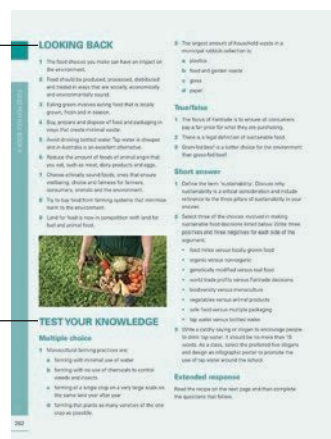 LOOKING BACK
1 The food choices you make can have an impact on
the environment.
2 Food should be produced, processed, distributed
and traded in ways that are socially, economically
and environmentally sound.
3 Eating green involves eating food that is locally
grown, fresh and in season.
4 Buy, prepare and dispose of food and packaging in
ways that create minimal waste.
5 Avoid drinking bottled water. Tap water is cheaper
and in Australia is an excellent alternative.
6 Reduce the amount of foods of animal origin that
you eat, such as meat, dairy products and eggs.
7 Choose ethically sound foods, ones that ensure
wellbeing, choice and fairness for farmers,
consumers, animals and the environment.
8 Try to buy food from farming systems that minimise
harm to the environment.
9 Land for food is now in competition with land for
fuel and animal food.
TEST YOUR KNOWLEDGE
Multiple choice
1 Monocultural farming practices are:
a farming with minimal use of water
b farming with no use of chemicals to control
weeds and insects
c farming of a single crop on a very large scale on
the same land year after year
d farming that plants as many varieties of the one
crop as possible.
2 The largest amount of household waste in a
municipal rubbish collection is:
a plastics
b food and garden waste
c glass
d paper
True/false
1 The focus of Fairtrade is to ensure all consumers
pay a fair price for what they are purchasing.
2 There is a legal definition of sustainable food.
3 Grain-fed beef is a better choice for the environment
than grass-fed beef.
Short answer
1 Define the term 'sustainability'. Discuss why
sustainability is a critical consideration and include
reference to the three pillars of sustainability in your
answer.
2 Select three of the choices involved in making
sustainable food decisions listed below. Write three
positives and three negatives for each side of the
argument.
• food miles versus locally grown food
• organic versus nonorganic
• genetically modified versus real food
• world trade profits versus Fairtrade decisions
• biodiversity versus monoculture
• vegetables versus animal products
• safe food versus multiple packaging
• tap water versus bottled water
3 Write a catchy saying or slogan to encourage people
to drink tap water. It should be no more than 15
words. As a class, select the preferred five slogans
and design an infographic poster to promote the
use of tap water around the school.
Extended response
Read the recipe on the next page and then complete
the questions that follow.
262